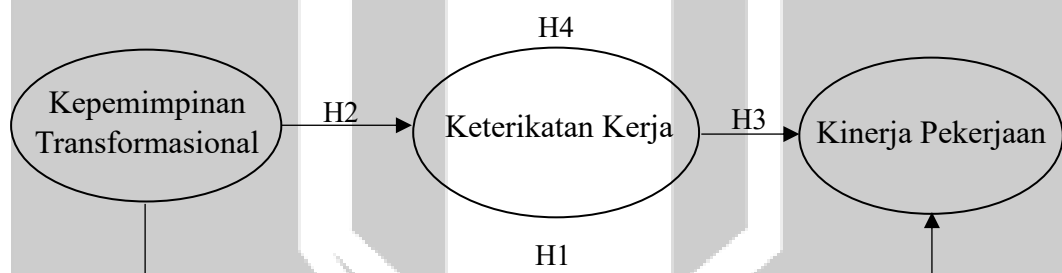 H4
Kepemimpinan
Transformasional
H2
Keterikatan Kerja
H3
Kinerja Pekerjaan
H1